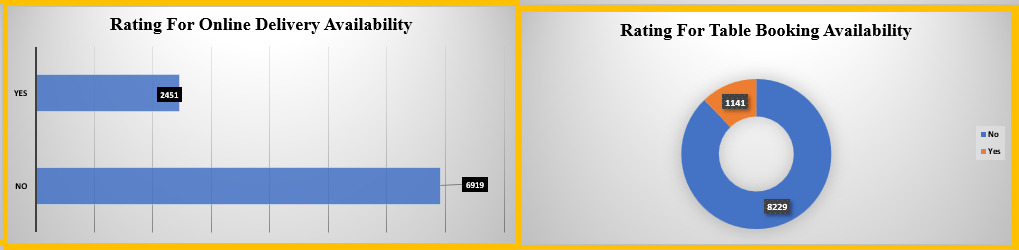 Rating For Online Delivery Availability
YES
2451
NO
6919
Rating For Table Booking Availability
1141
8229
No
Yes